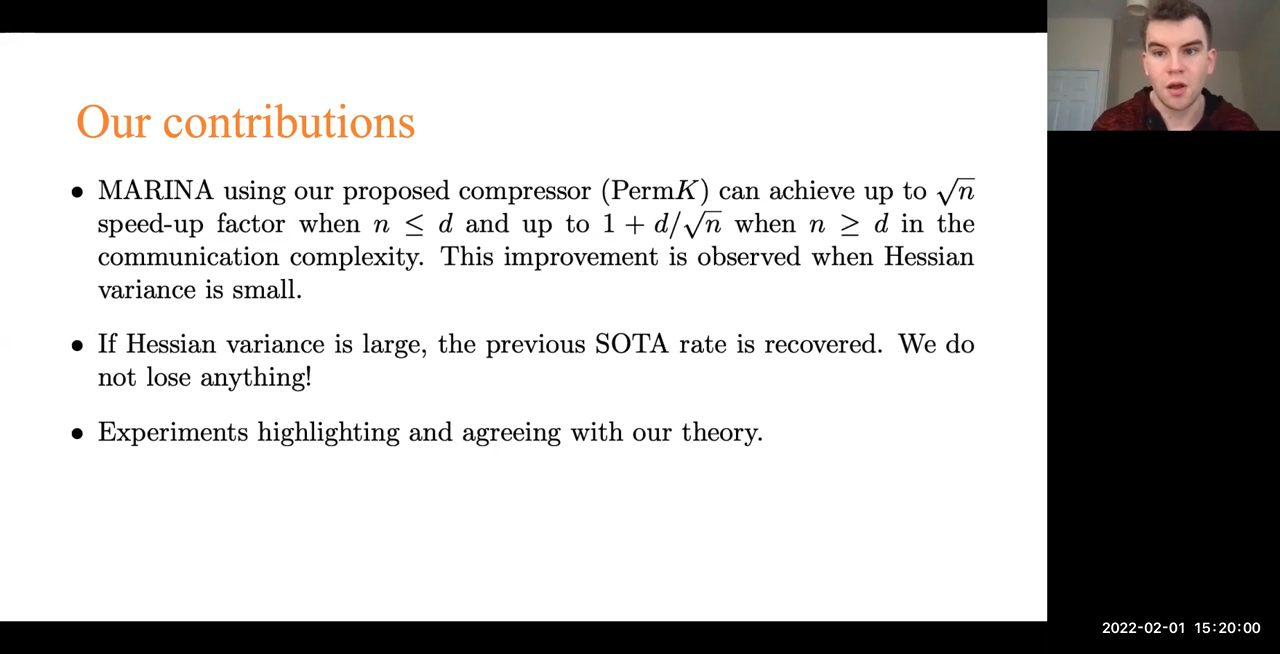 Our contributions
• MARINA using our proposed compressor (PermK) can achieve up to √n
speed-up factor when n ≤ d and up to 1 + d/√n when n ≥ d in the
communication complexity. This improvement is observed when Hessian
variance is small.
• If Hessian variance is large, the previous SOTA rate is recovered. We do
not lose anything!
• Experiments highlighting and agreeing with our theory.
2022-02-01 15:20:00